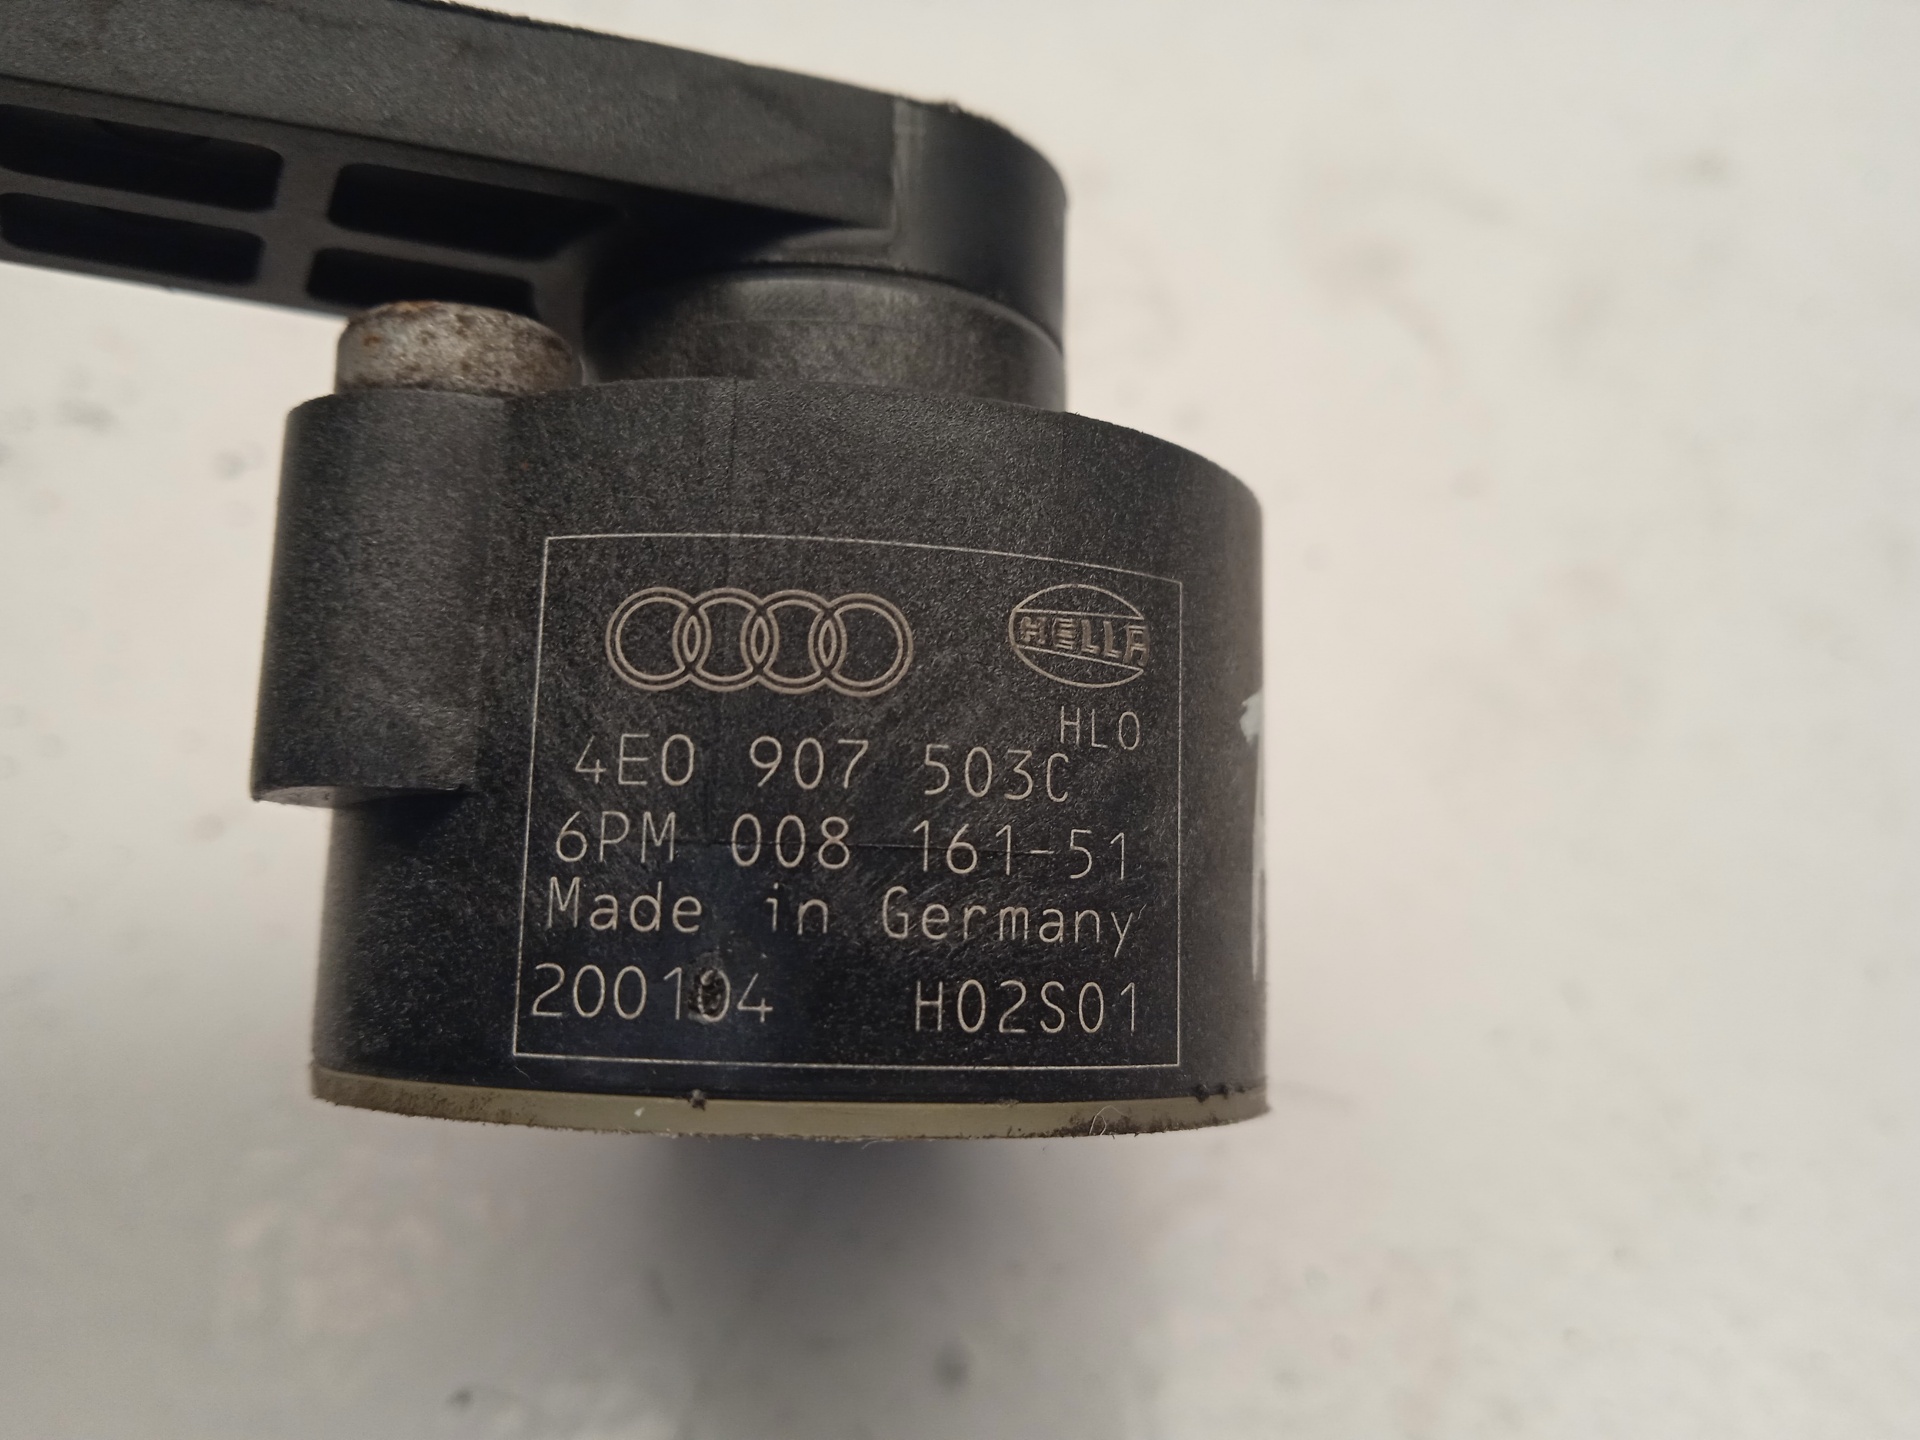 HELLA
HLO
4E0 907 503C
6PM 008 161-51
Made in Germany
200104 H02S01